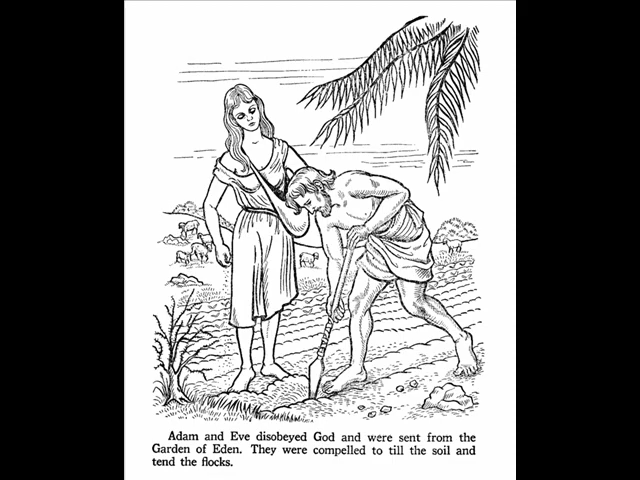 Adam and Eve disobeyed God and were sent from the
Garden of Eden. They were compelled to till the soil and
tend the flocks.